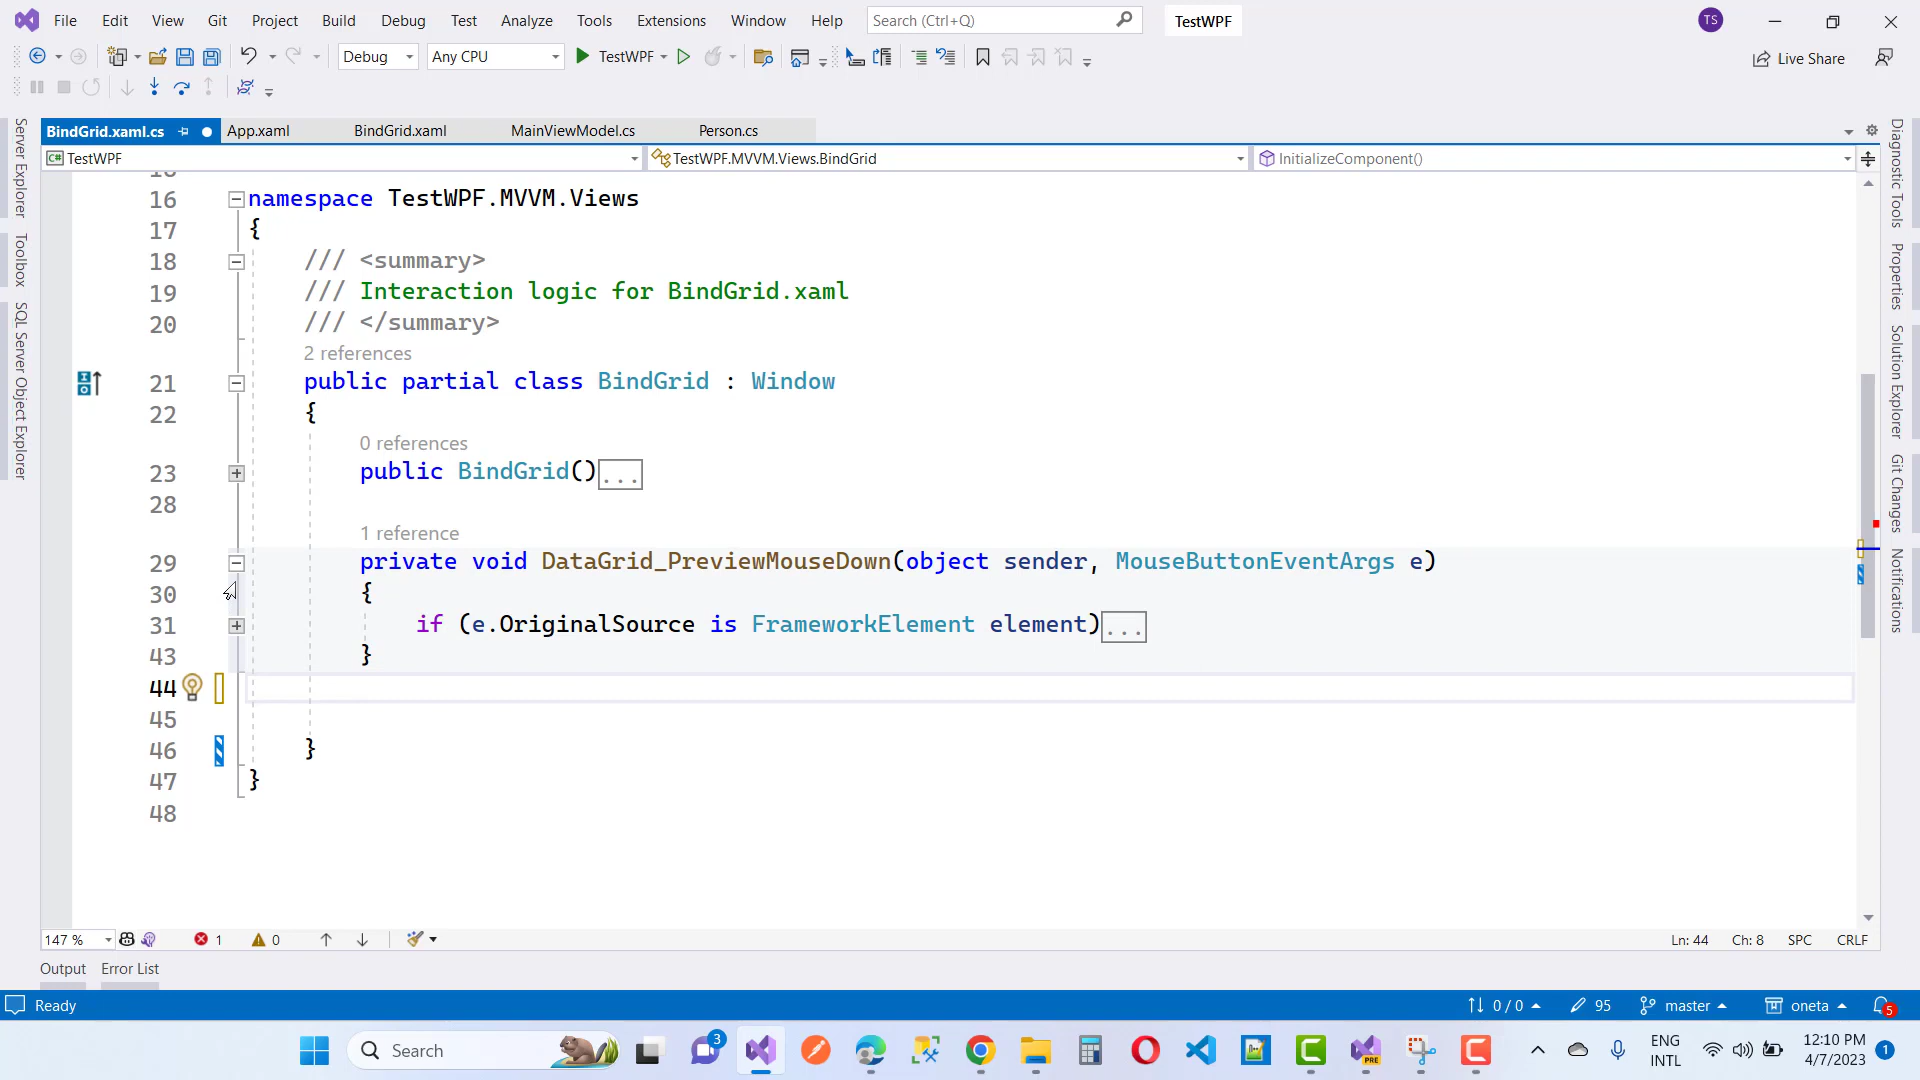 File Edit View Git Project Build Debug Test Analyze Tools Extensions Window Help Search (Ctrl+Q) TestWPF TS
Debug Any CPU TestWPF Live Share
BindGrid.xaml.cs App.xaml BindGrid.xaml MainViewModel.cs Person.cs
TestWPF TestWPF.MVVM.Views.BindGrid InitializeComponent()
Server Explorer
Toolbox
SQL Server Object Explorer
16 namespace TestWPF.MVVM.Views
17 {
18 /// <summary>
19 /// Interaction logic for BindGrid.xaml
20 /// </summary>
2 references
21 public partial class BindGrid : Window
22 {
0 references
23 public BindGrid()...
28
1 reference
29 private void DataGrid_PreviewMouseDown(object sender, MouseButtonEventArgs e)
30 {
31 if (e.OriginalSource is FrameworkElement element)...
43 }
44
45
46 }
47 }
48
Diagnostic Tools
Properties
Solution Explorer
Git Changes
Notifications
147 % 1 0 Ln: 44 Ch: 8 SPC CRLF
Output Error List
Ready 0 / 0 95 master oneta 5
Search 3 PRE ENG INTL 12:10 PM 4/7/2023 1